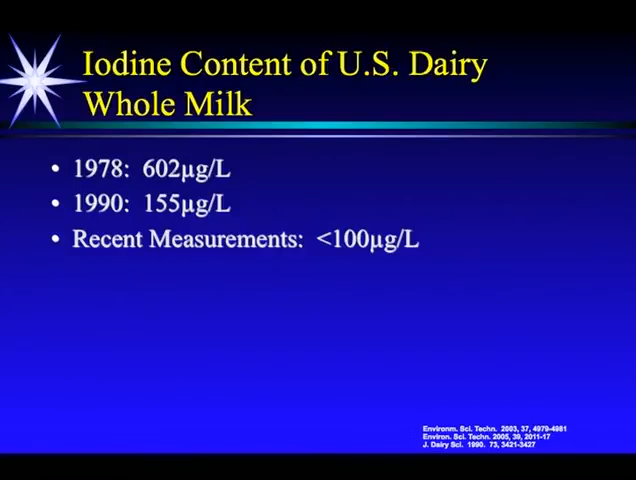 Iodine Content of U.S. Dairy
Whole Milk
• 1978: 602µg/L
• 1990: 155µg/L
• Recent Measurements: <100µg/L
Environm. Sci. Techn. 2003, 37, 4979-4981
Environ. Sci. Techn. 2005, 39, 2011-17
J. Dairy Sci. 1990. 73, 3421-3427